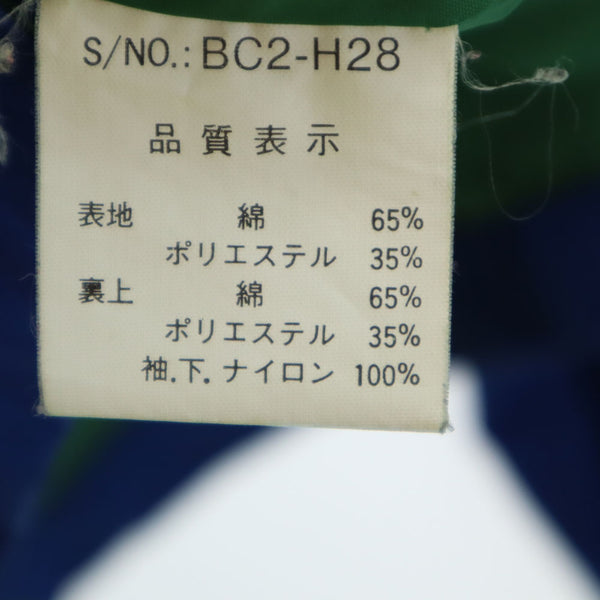 S/NO.: BC2-H28
品質表示
表地 綿 65%
ポリエステル 35%
裏上 綿 65%
ポリエステル 35%
袖.下. ナイロン 100%